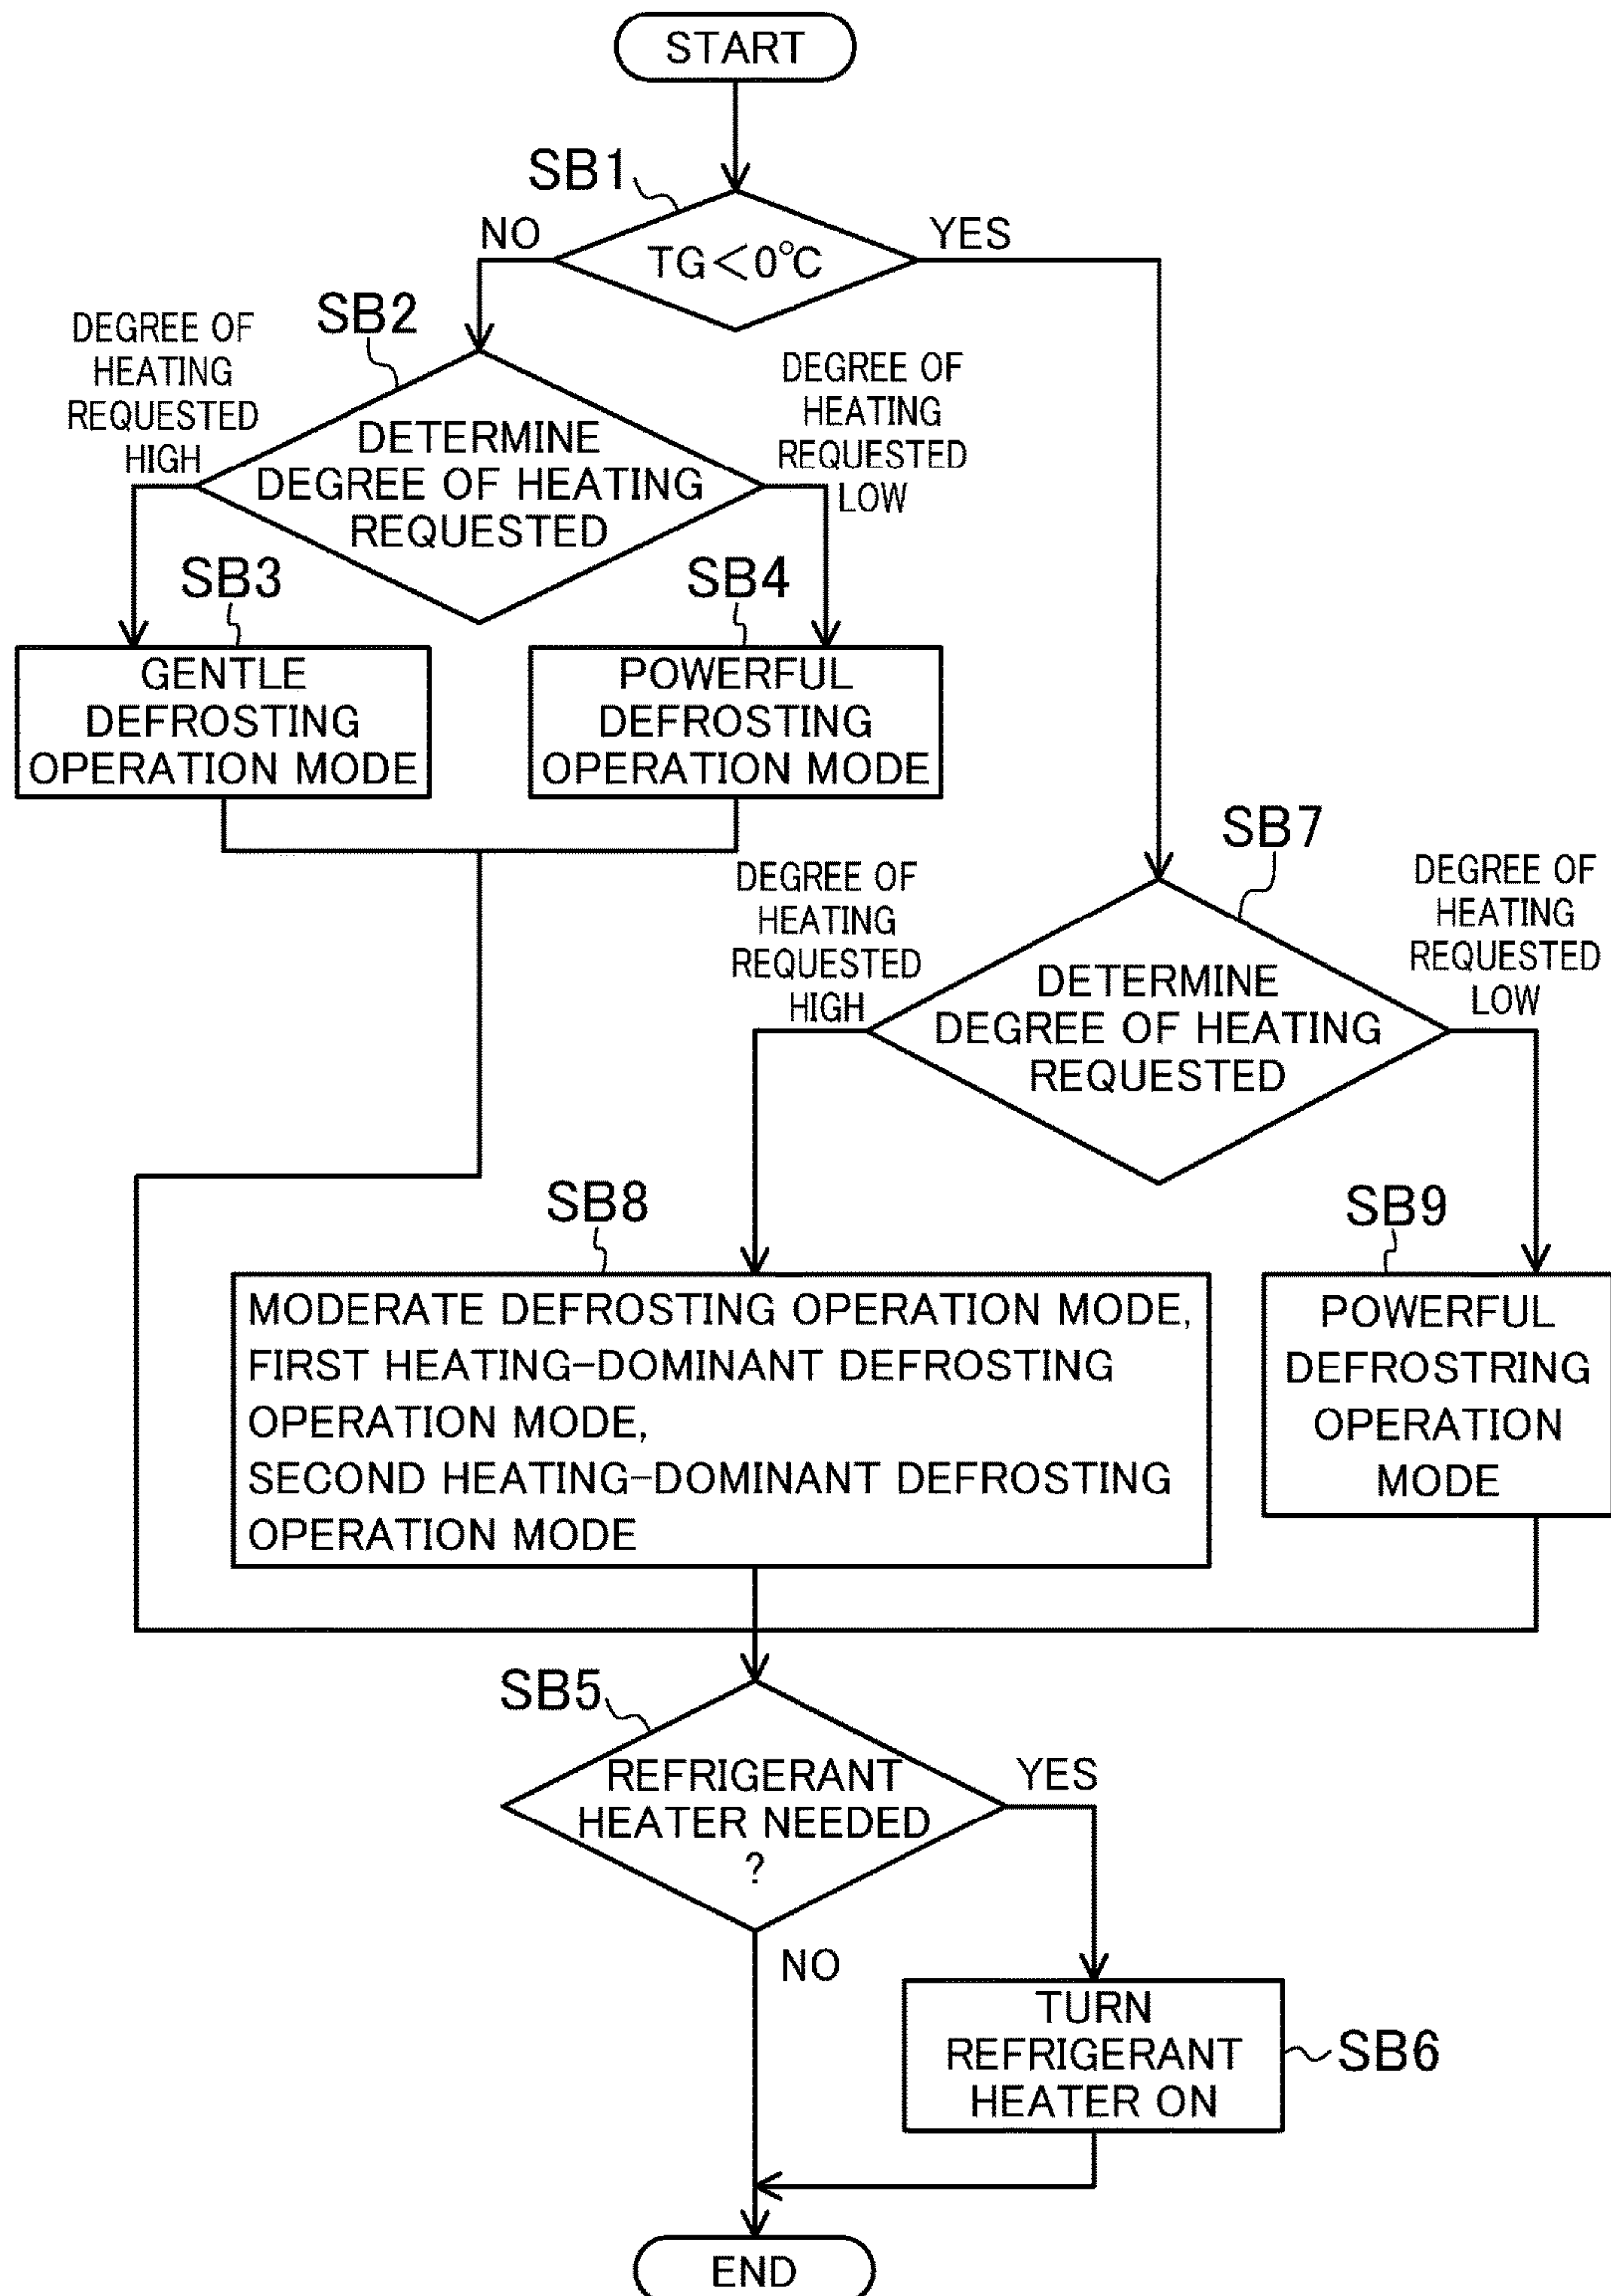 START
SB1
NO
YES
TG<0°C
SB2
DEGREE OF
HEATING
REQUESTED
HIGH
DEGREE OF
HEATING
REQUESTED
LOW
DETERMINE
DEGREE OF HEATING
REQUESTED
SB3
SB4
GENTLE
DEFROSTING
OPERATION MODE
POWERFUL
DEFROSTING
OPERATION MODE
SB7
DEGREE OF
HEATING
REQUESTED
HIGH
DEGREE OF
HEATING
REQUESTED
LOW
DETERMINE
DEGREE OF HEATING
REQUESTED
SB8
SB9
MODERATE DEFROSTING OPERATION MODE,
FIRST HEATING-DOMINANT DEFROSTING
OPERATION MODE,
SECOND HEATING-DOMINANT DEFROSTING
OPERATION MODE
POWERFUL
DEFROSTRING
OPERATION
MODE
SB5
REFRIGERANT
HEATER NEEDED
?
YES
NO
TURN
REFRIGERANT
HEATER ON
SB6
END